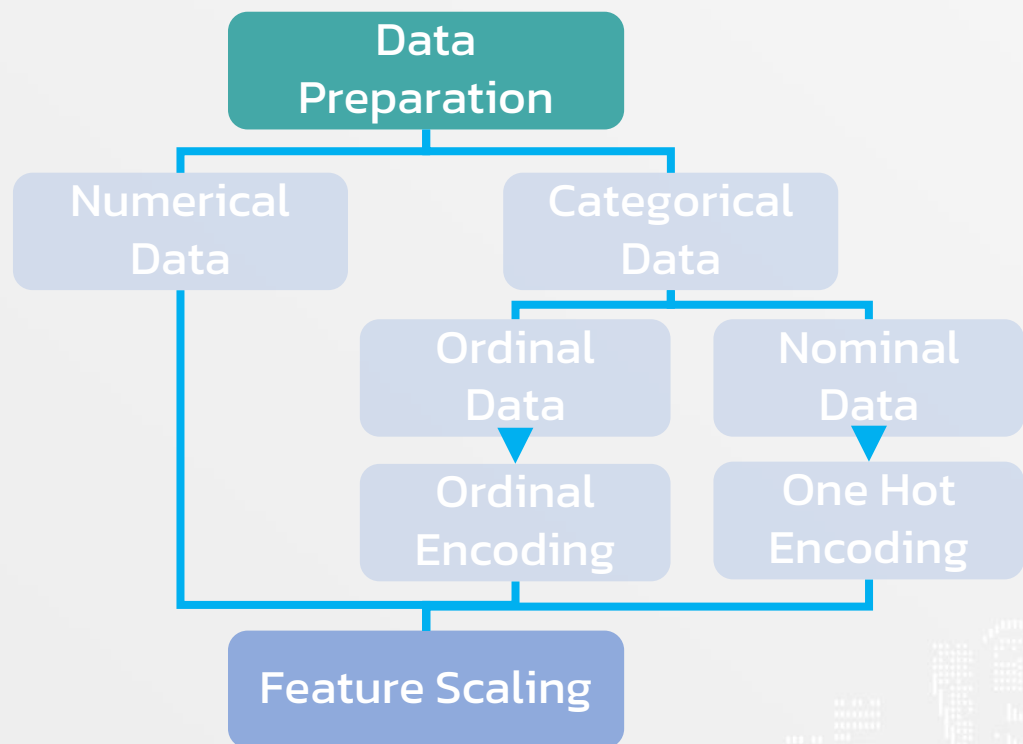 Data
Preparation
Numerical
Data
Categorical
Data
Ordinal
Data
Nominal
Data
Ordinal
Encoding
One Hot
Encoding
Feature Scaling